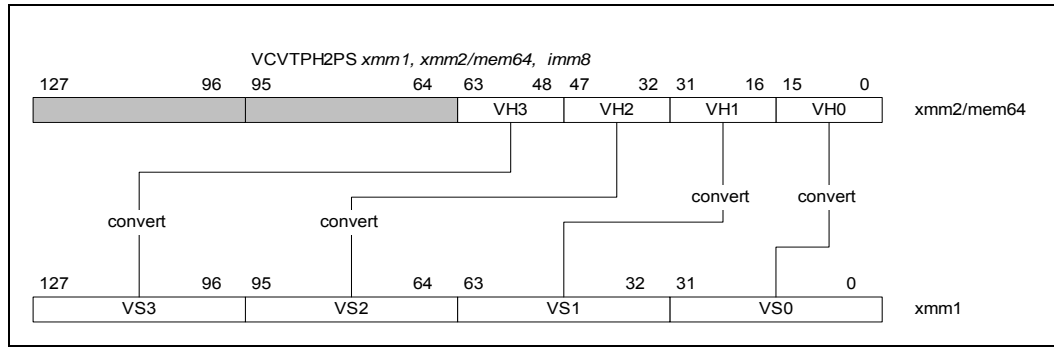 VCVTPH2PS xmm1, xmm2/mem64, imm8
127 96 95 64 63 48 47 32 31 16 15 0
VH3 VH2 VH1 VH0 xmm2/mem64
convert convert
convert convert
127 96 95 64 63 32 31 0
VS3 VS2 VS1 VS0 xmm1